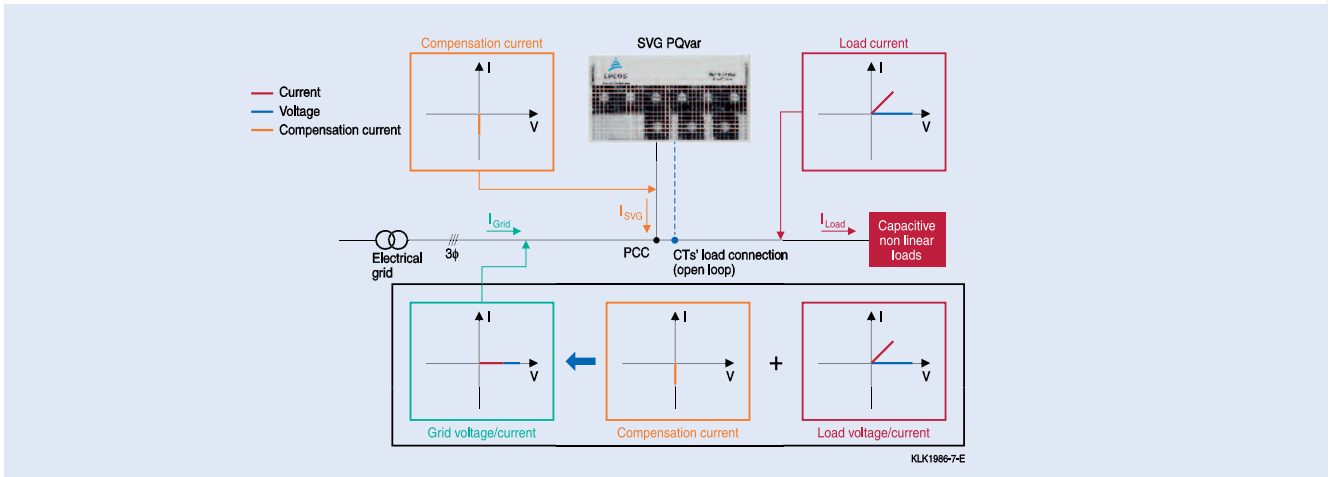 Compensation current
SVG PQvar
Load current
Current
Voltage
Compensation current
I
V
EPCOS
I
V
I Grid
I SVG
I Load
Electrical
grid
3ϕ
PCC
CTs' load connection
(open loop)
Capacitive
non linear
loads
I
V
I
V
+
I
V
Grid voltage/current
Compensation current
Load voltage/current
KLK1986-7-E